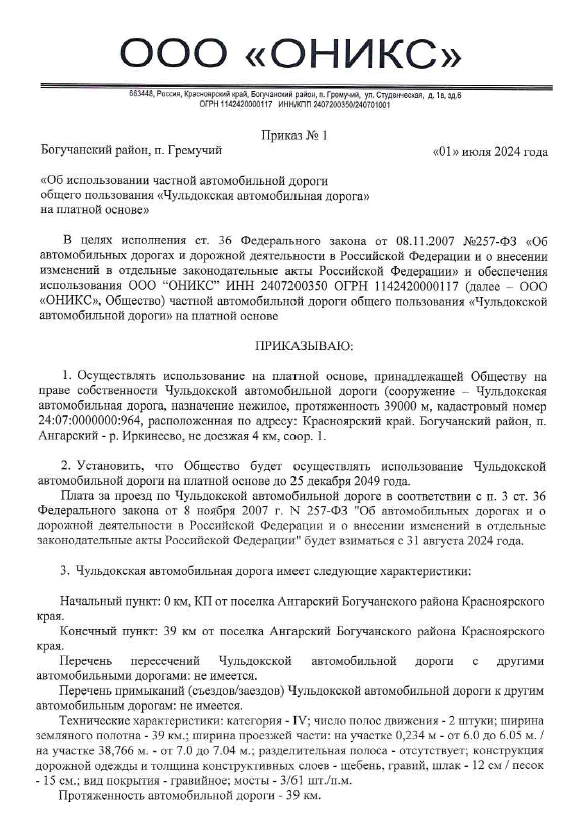 ООО «ОНИКС»
663448, Россия, Красноярский край, Богучанский район, п. Гремучий, ул. Студенческая, д. 1в, зд.6
ОГРН 1142420000117 ИНН/КПП 2407200350/240701001
Приказ № 1
Богучанский район, п. Гремучий «01» июля 2024 года
«Об использовании частной автомобильной дороги
общего пользования «Чульдокская автомобильная дорога»
на платной основе»
В целях исполнения ст. 36 Федерального закона от 08.11.2007 №257-ФЗ «Об
автомобильных дорогах и дорожной деятельности в Российской Федерации и о внесении
изменений в отдельные законодательные акты Российской Федерации» и обеспечения
использования ООО “ОНИКС” ИНН 2407200350 ОГРН 1142420000117 (далее – ООО
«ОНИКС», Общество) частной автомобильной дороги общего пользования «Чульдокской
автомобильной дороги» на платной основе
ПРИКАЗЫВАЮ:
1. Осуществлять использование на платной основе, принадлежащей Обществу на
праве собственности Чульдокской автомобильной дороги (сооружение – Чульдокская
автомобильная дорога, назначение нежилое, протяженность 39000 м, кадастровый номер
24:07:0000000:964, расположенная по адресу: Красноярский край. Богучанский район, п.
Ангарский - р. Иркинеево, не доезжая 4 км, соор. 1.
2. Установить, что Общество будет осуществлять использование Чульдокской
автомобильной дороги на платной основе до 25 декабря 2049 года.
Плата за проезд по Чульдокской автомобильной дороге в соответствии с п. 3 ст. 36
Федерального закона от 8 ноября 2007 г. N 257-ФЗ "Об автомобильных дорогах и о
дорожной деятельности в Российской Федерации и о внесении изменений в отдельные
законодательные акты Российской Федерации" будет взиматься с 31 августа 2024 года.
3. Чульдокская автомобильная дорога имеет следующие характеристики:
Начальный пункт: 0 км, КП от поселка Ангарский Богучанского района Красноярского
края.
Конечный пункт: 39 км от поселка Ангарский Богучанского района Красноярского
края.
Перечень пересечений Чульдокской автомобильной дороги с другими
автомобильными дорогами: не имеется.
Перечень примыканий (съездов/заездов) Чульдокской автомобильной дороги к другим
автомобильным дорогам: не имеется.
Технические характеристики: категория - IV; число полос движения - 2 штуки; ширина
земляного полотна - 39 км.; ширина проезжей части: на участке 0,234 м - от 6.0 до 6.05 м. /
на участке 38,766 м. - от 7.0 до 7.04 м.; разделительная полоса - отсутствует; конструкция
дорожной одежды и толщина конструктивных слоев - щебень, гравий, шлак - 12 см / песок
- 15 см.; вид покрытия - гравийное; мосты - 3/61 шт./п.м.
Протяженность автомобильной дороги - 39 км.